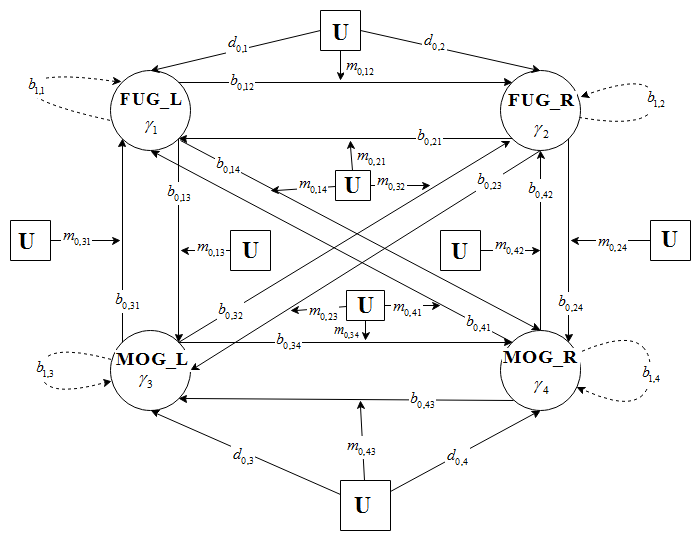 U
d0,1
d0,2
m0,12
b0,12
b1,1
FUG_L
γ1
FUG_R
γ2
b1,2
b0,21
m0,21
b0,14
b0,13
m0,14
U
m0,32
b0,23
b0,42
U
m0,31
m0,13
U
U
m0,42
m0,24
U
b0,31
b0,32
m0,23
U
m0,41
b0,24
b0,41
m0,34
b0,34
b1,3
MOG_L
γ3
MOG_R
γ4
b1,4
b0,43
m0,43
d0,3
d0,4
U